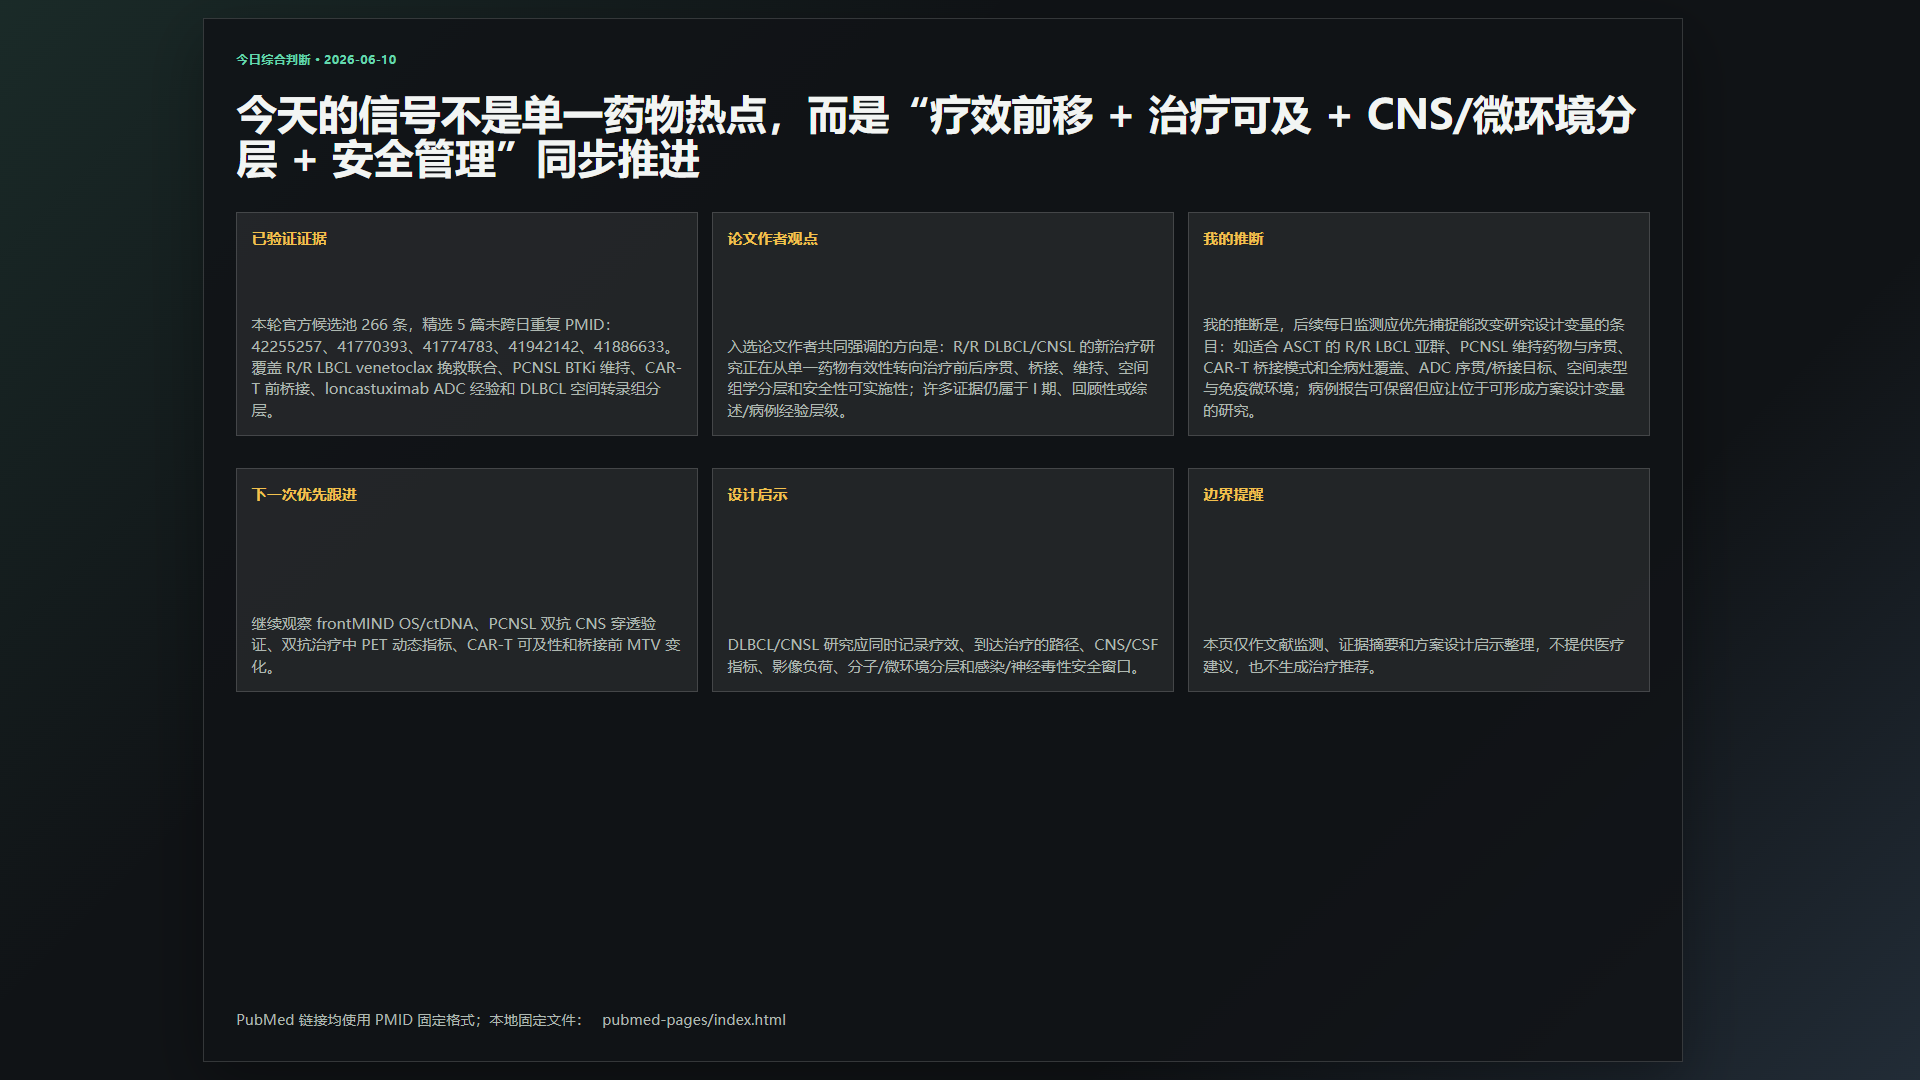 今日综合判断 • 2026-06-10
今天的信号不是单一药物热点，而是“疗效前移 + 治疗可及 + CNS/微环境分
层 + 安全管理”同步推进
已验证证据
本轮官方候选池 266 条，精选 5 篇未跨日重复 PMID：
42255257、41770393、41774783、41942142、41886633。
覆盖 R/R LBCL venetoclax 挽救联合、PCNSL BTKi 维持、CAR-
T 前桥接、loncastuximab ADC 经验和 DLBCL 空间转录组分
层。
论文作者观点
入选论文作者共同强调的方向是：R/R DLBCL/CNSL 的新治疗研
究正在从单一药物有效性转向治疗前后序贯、桥接、维持、空间
组学分层和安全性可实施性；许多证据仍属于 I 期、回顾性或综
述/病例经验层级。
我的推断
我的推断是，后续每日监测应优先捕捉能改变研究设计变量的条
目：如适合 ASCT 的 R/R LBCL 亚群、PCNSL 维持药物与序贯、
CAR-T 桥接模式和全病灶覆盖、ADC 序贯/桥接目标、空间表型
与免疫微环境；病例报告可保留但应让位于可形成方案设计变量
的研究。
下一次优先跟进
继续观察 frontMIND OS/ctDNA、PCNSL 双抗 CNS 穿透验
证、双抗治疗中 PET 动态指标、CAR-T 可及性和桥接前 MTV 变
化。
设计启示
DLBCL/CNSL 研究应同时记录疗效、到达治疗的路径、CNS/CSF
指标、影像负荷、分子/微环境分层和感染/神经毒性安全窗口。
边界提醒
本页仅作文献监测、证据摘要和方案设计启示整理，不提供医疗
建议，也不生成治疗推荐。
PubMed 链接均使用 PMID 固定格式；本地固定文件： pubmed-pages/index.html